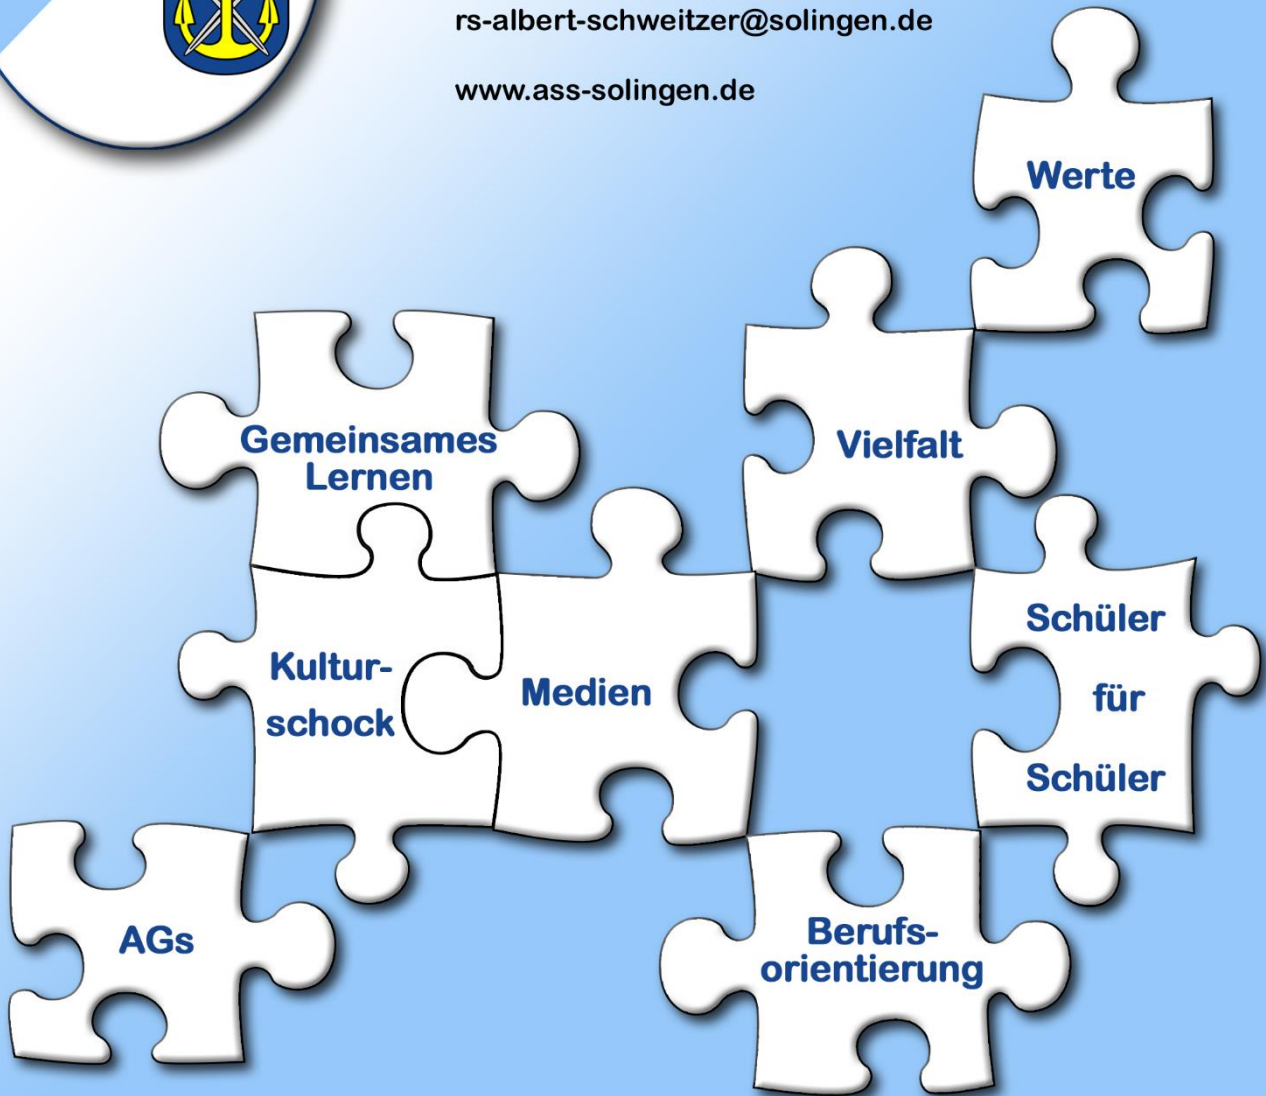 rs-albert-schweitzer@solingen.de
www.ass-solingen.de
Werte
Gemeinsames
Lernen
Vielfalt
Kultur-
schock
Medien
Schüler
für
Schüler
AGs
Berufs-
orientierung